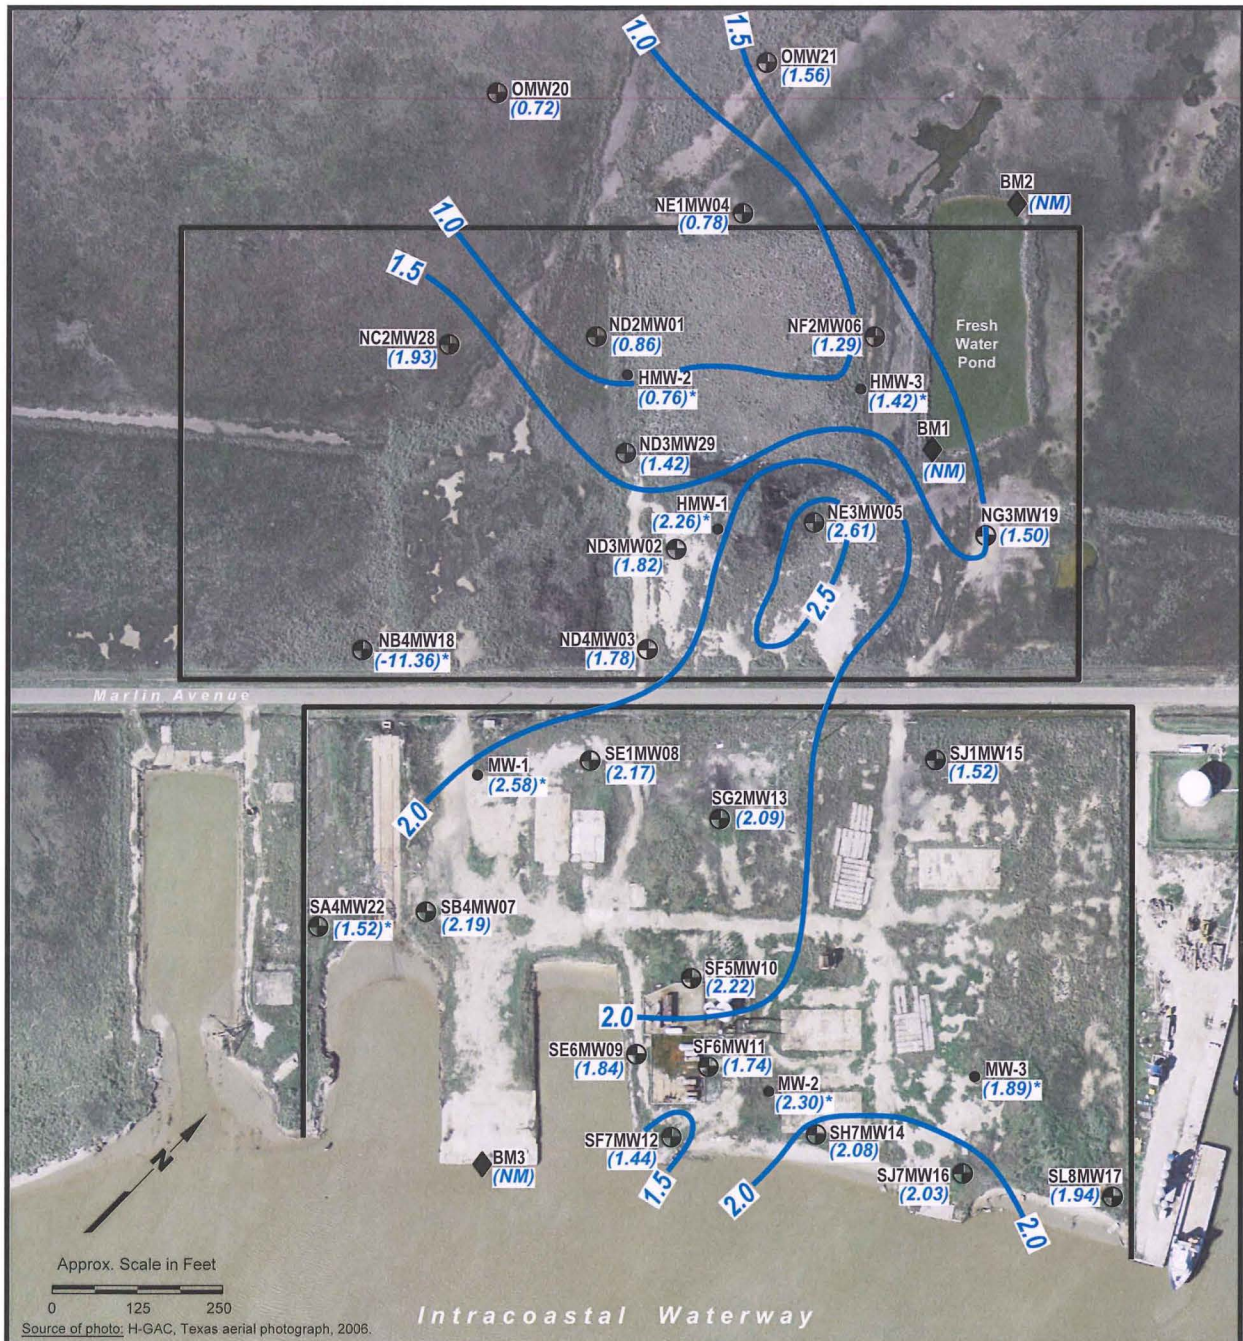 1.0
1.5
OMW21
(1.56)
OMW20
(0.72)
BM2
(NM)
NE1MW04
(0.78)
1.0
1.5
ND2MW01
(0.86)
NF2MW06
(1.29)
Fresh
Water
Pond
NC2MW28
(1.93)
HMW-2
(0.76)*
HMW-3
(1.42)*
BM1
(NM)
ND3MW29
(1.42)
HMW-1
(2.26)*
NE3MW05
(2.61)
NG3MW19
(1.50)
ND3MW02
(1.82)
2.5
NB4MW18
(-11.36)*
ND4MW03
(1.78)
Marlin Avenue
SE1MW08
(2.17)
MW-1
(2.58)*
SJ1MW15
(1.52)
SG2MW13
(2.09)
2.0
SA4MW22
(1.52)*
SB4MW07
(2.19)
SF5MW10
(2.22)
2.0
SE6MW09
(1.84)
SF6MW11
(1.74)
MW-2
(2.30)*
MW-3
(1.89)*
SF7MW12
(1.44)
SH7MW14
(2.08)
N
BM3
(NM)
1.5
2.0
SJ7MW16
(2.03)
SL8MW17
(1.94)
2.0
Approx. Scale in Feet
0 125 250
Intracoastal Waterway
Source of photo: H-GAC, Texas aerial photograph, 2006.